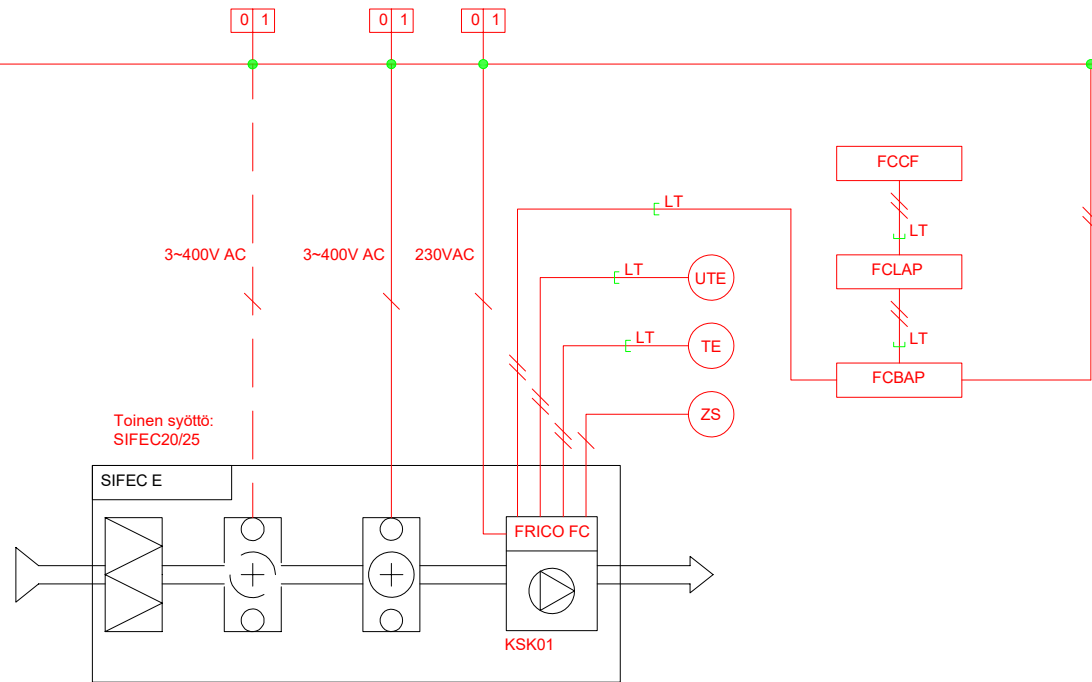 0 1
0 1
0 1
FCCF
LT
LT
3~400V AC
3~400V AC
230VAC
FCLAP
LT
UTE
LT
LT
TE
FCBAP
ZS
Toinen syöttö:
SIFEC20/25
SIFEC E
FRICO FC
KSK01